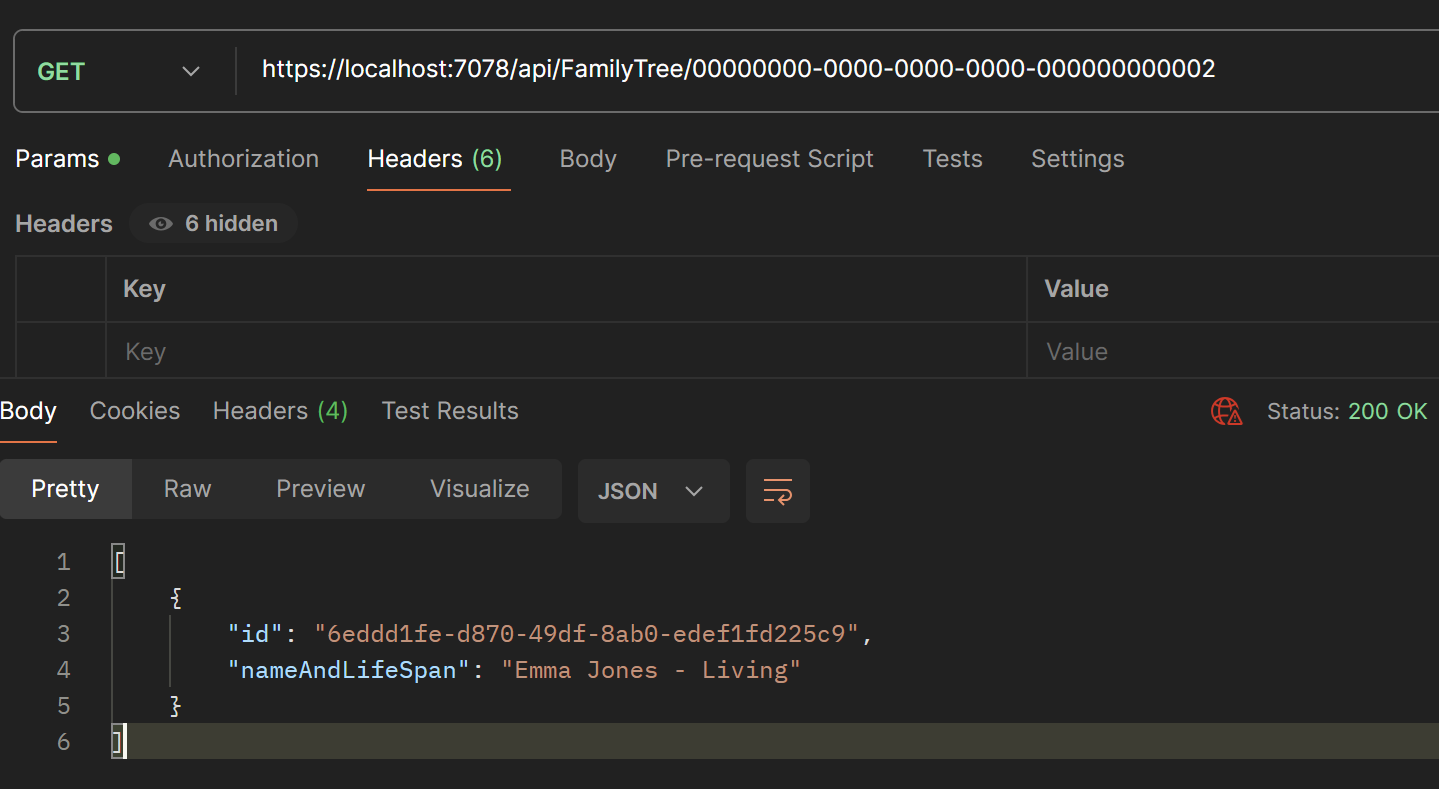 GET https://localhost:7078/api/FamilyTree/00000000-0000-0000-0000-000000000002
Params Authorization Headers (6) Body Pre-request Script Tests Settings
Headers 6 hidden
Key Value
Key Value
Body Cookies Headers (4) Test Results Status: 200 OK
Pretty Raw Preview Visualize JSON
1 [
2 {
3 "id": "6eddd1fe-d870-49df-8ab0-edef1fd225c9",
4 "nameAndLifeSpan": "Emma Jones - Living"
5 }
6 ]